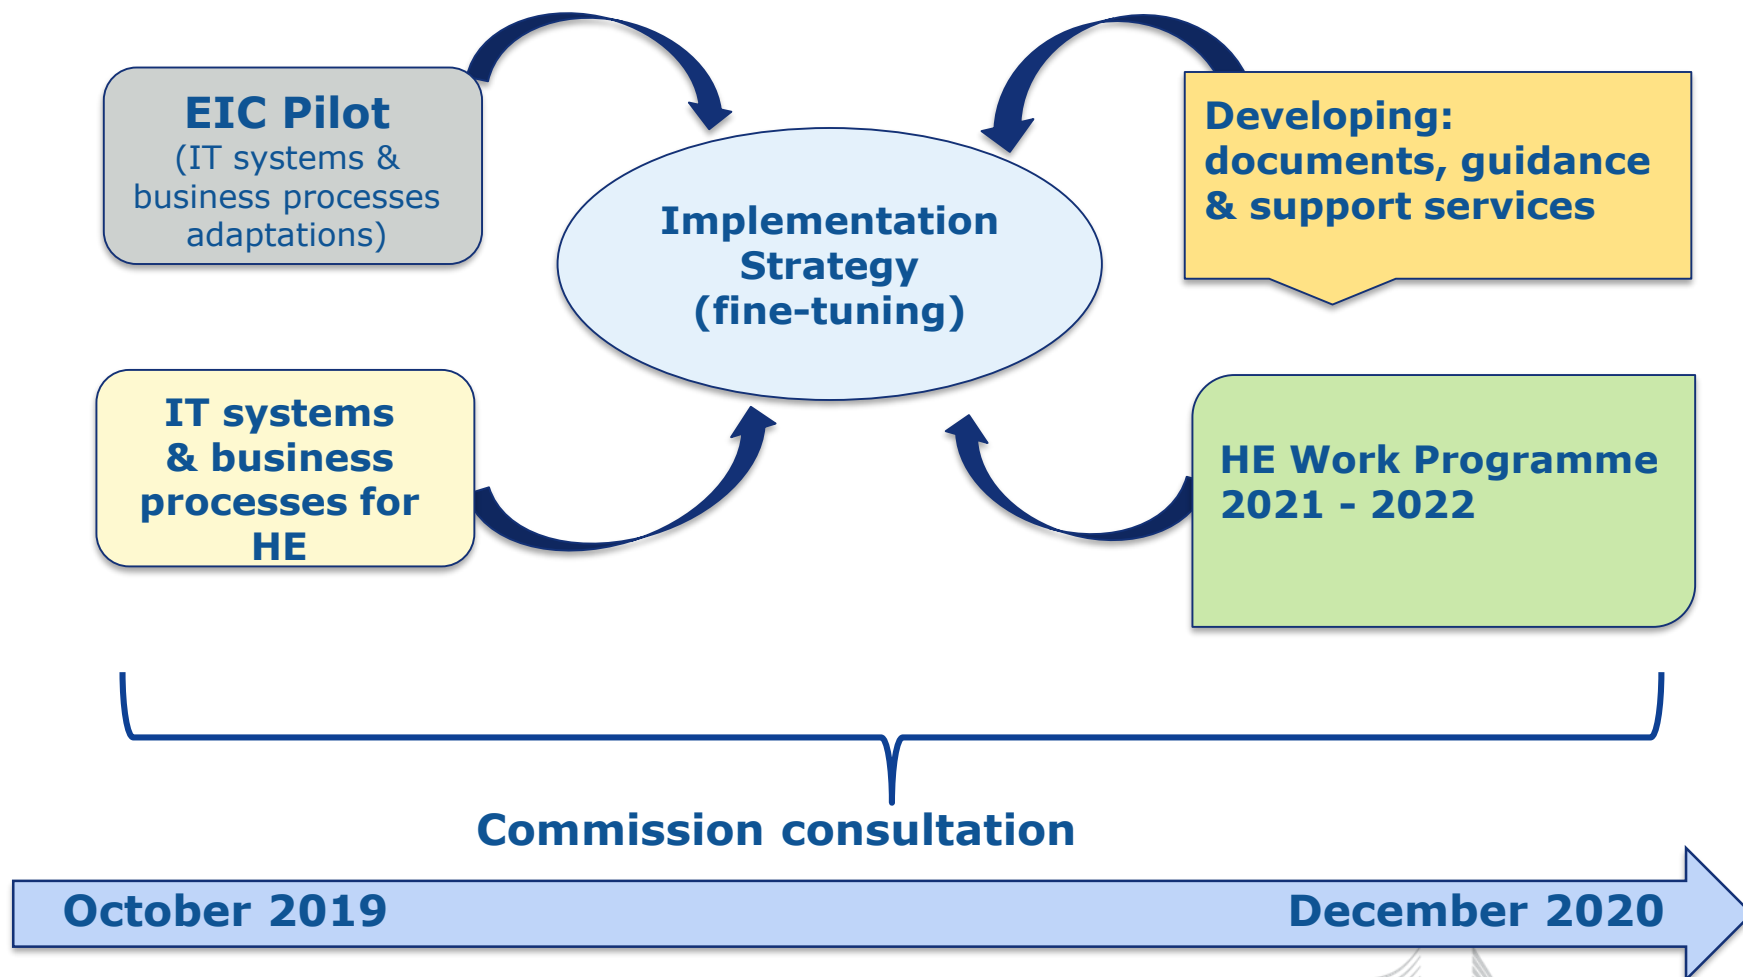 EIC Pilot
(IT systems &
business processes
adaptations)
Developing:
documents, guidance
& support services
Implementation
Strategy
(fine-tuning)
IT systems
& business
processes for
HE
HE Work Programme
2021 - 2022
Commission consultation
October 2019
December 2020